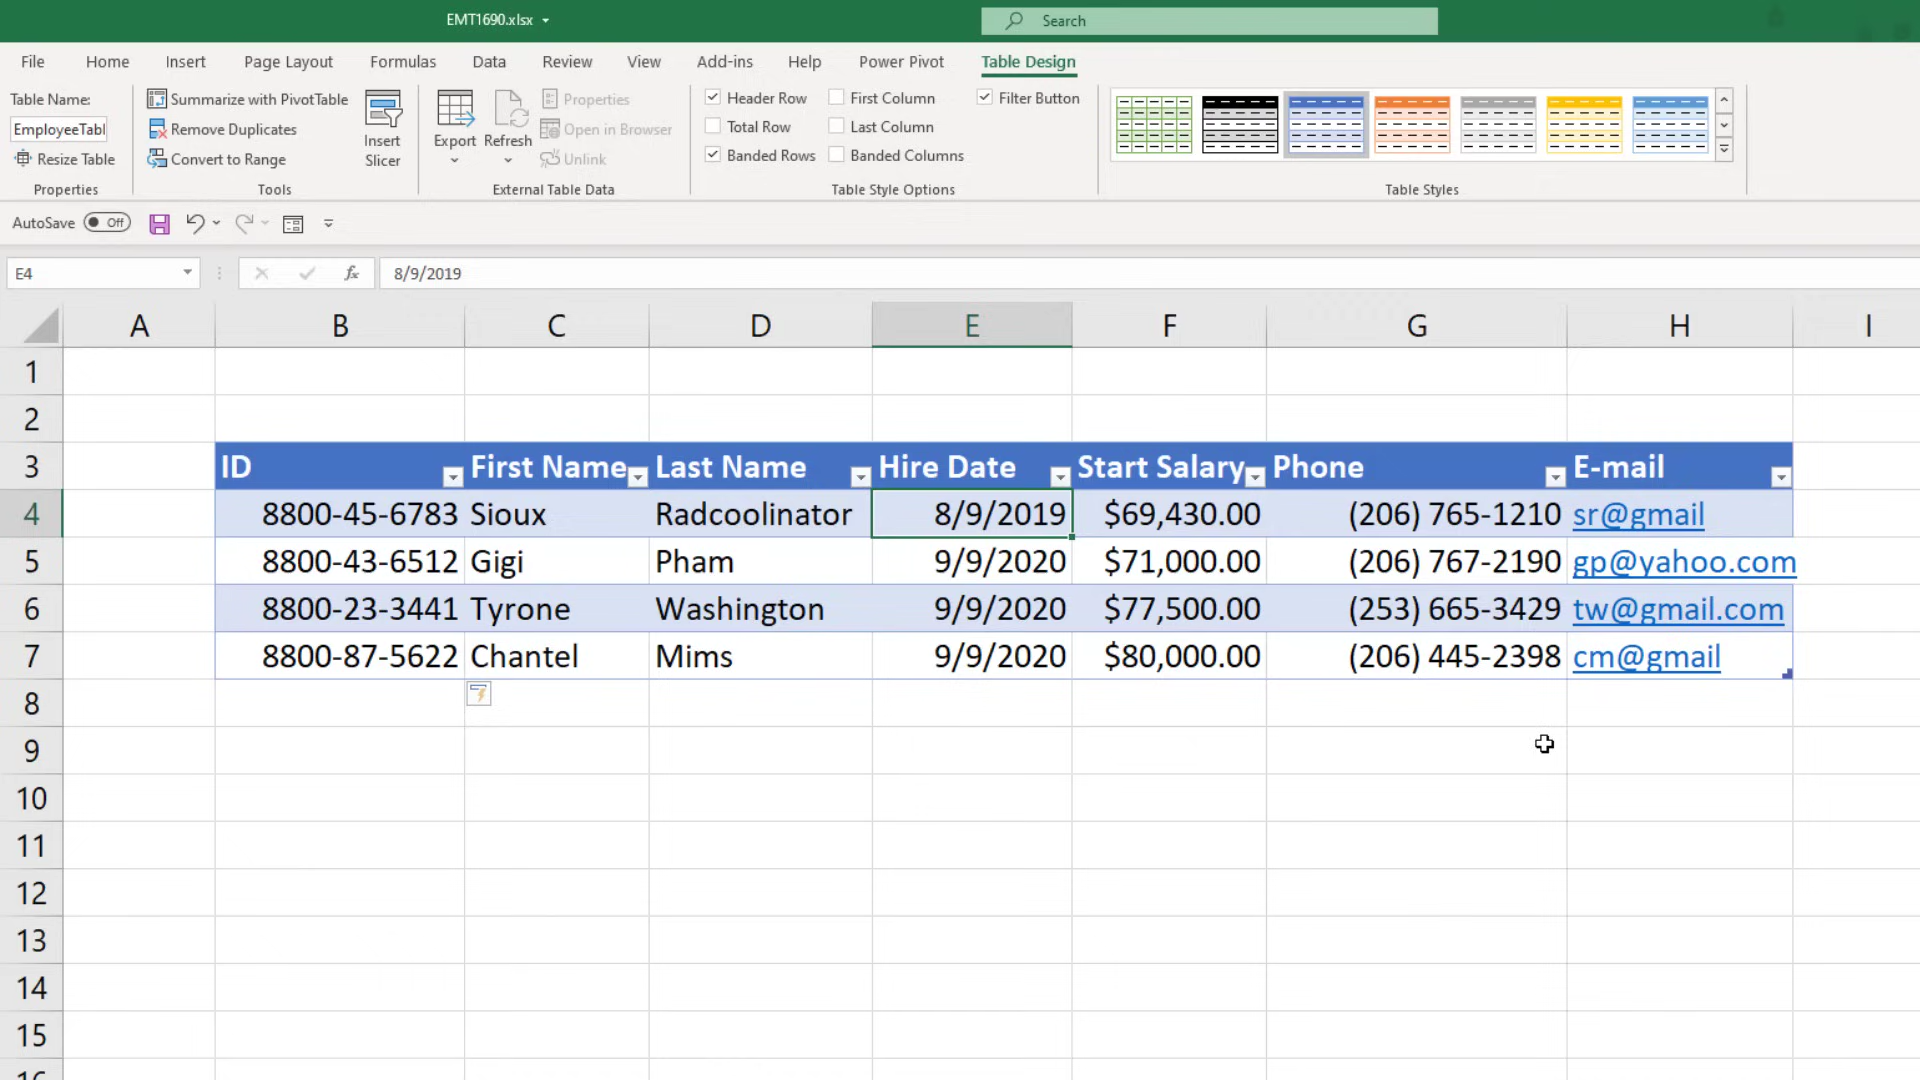 EMT1690.xlsx
Search
File Home Insert Page Layout Formulas Data Review View Add-ins Help Power Pivot Table Design
Table Name:
EmployeeTabl
Resize Table
Properties
Summarize with PivotTable
Remove Duplicates
Convert to Range
Tools
Insert
Slicer
Export
Refresh
Properties
Open in Browser
Unlink
External Table Data
Header Row
Total Row
Banded Rows
First Column
Last Column
Banded Columns
Filter Button
Table Style Options
Table Styles
AutoSave Off
E4 fx 8/9/2019
A B C D E F G H I
1
2
3 ID First Name Last Name Hire Date Start Salary Phone E-mail
4 8800-45-6783 Sioux Radcoolinator 8/9/2019 $69,430.00 (206) 765-1210 sr@gmail
5 8800-43-6512 Gigi Pham 9/9/2020 $71,000.00 (206) 767-2190 gp@yahoo.com
6 8800-23-3441 Tyrone Washington 9/9/2020 $77,500.00 (253) 665-3429 tw@gmail.com
7 8800-87-5622 Chantel Mims 9/9/2020 $80,000.00 (206) 445-2398 cm@gmail
8
9
10
11
12
13
14
15